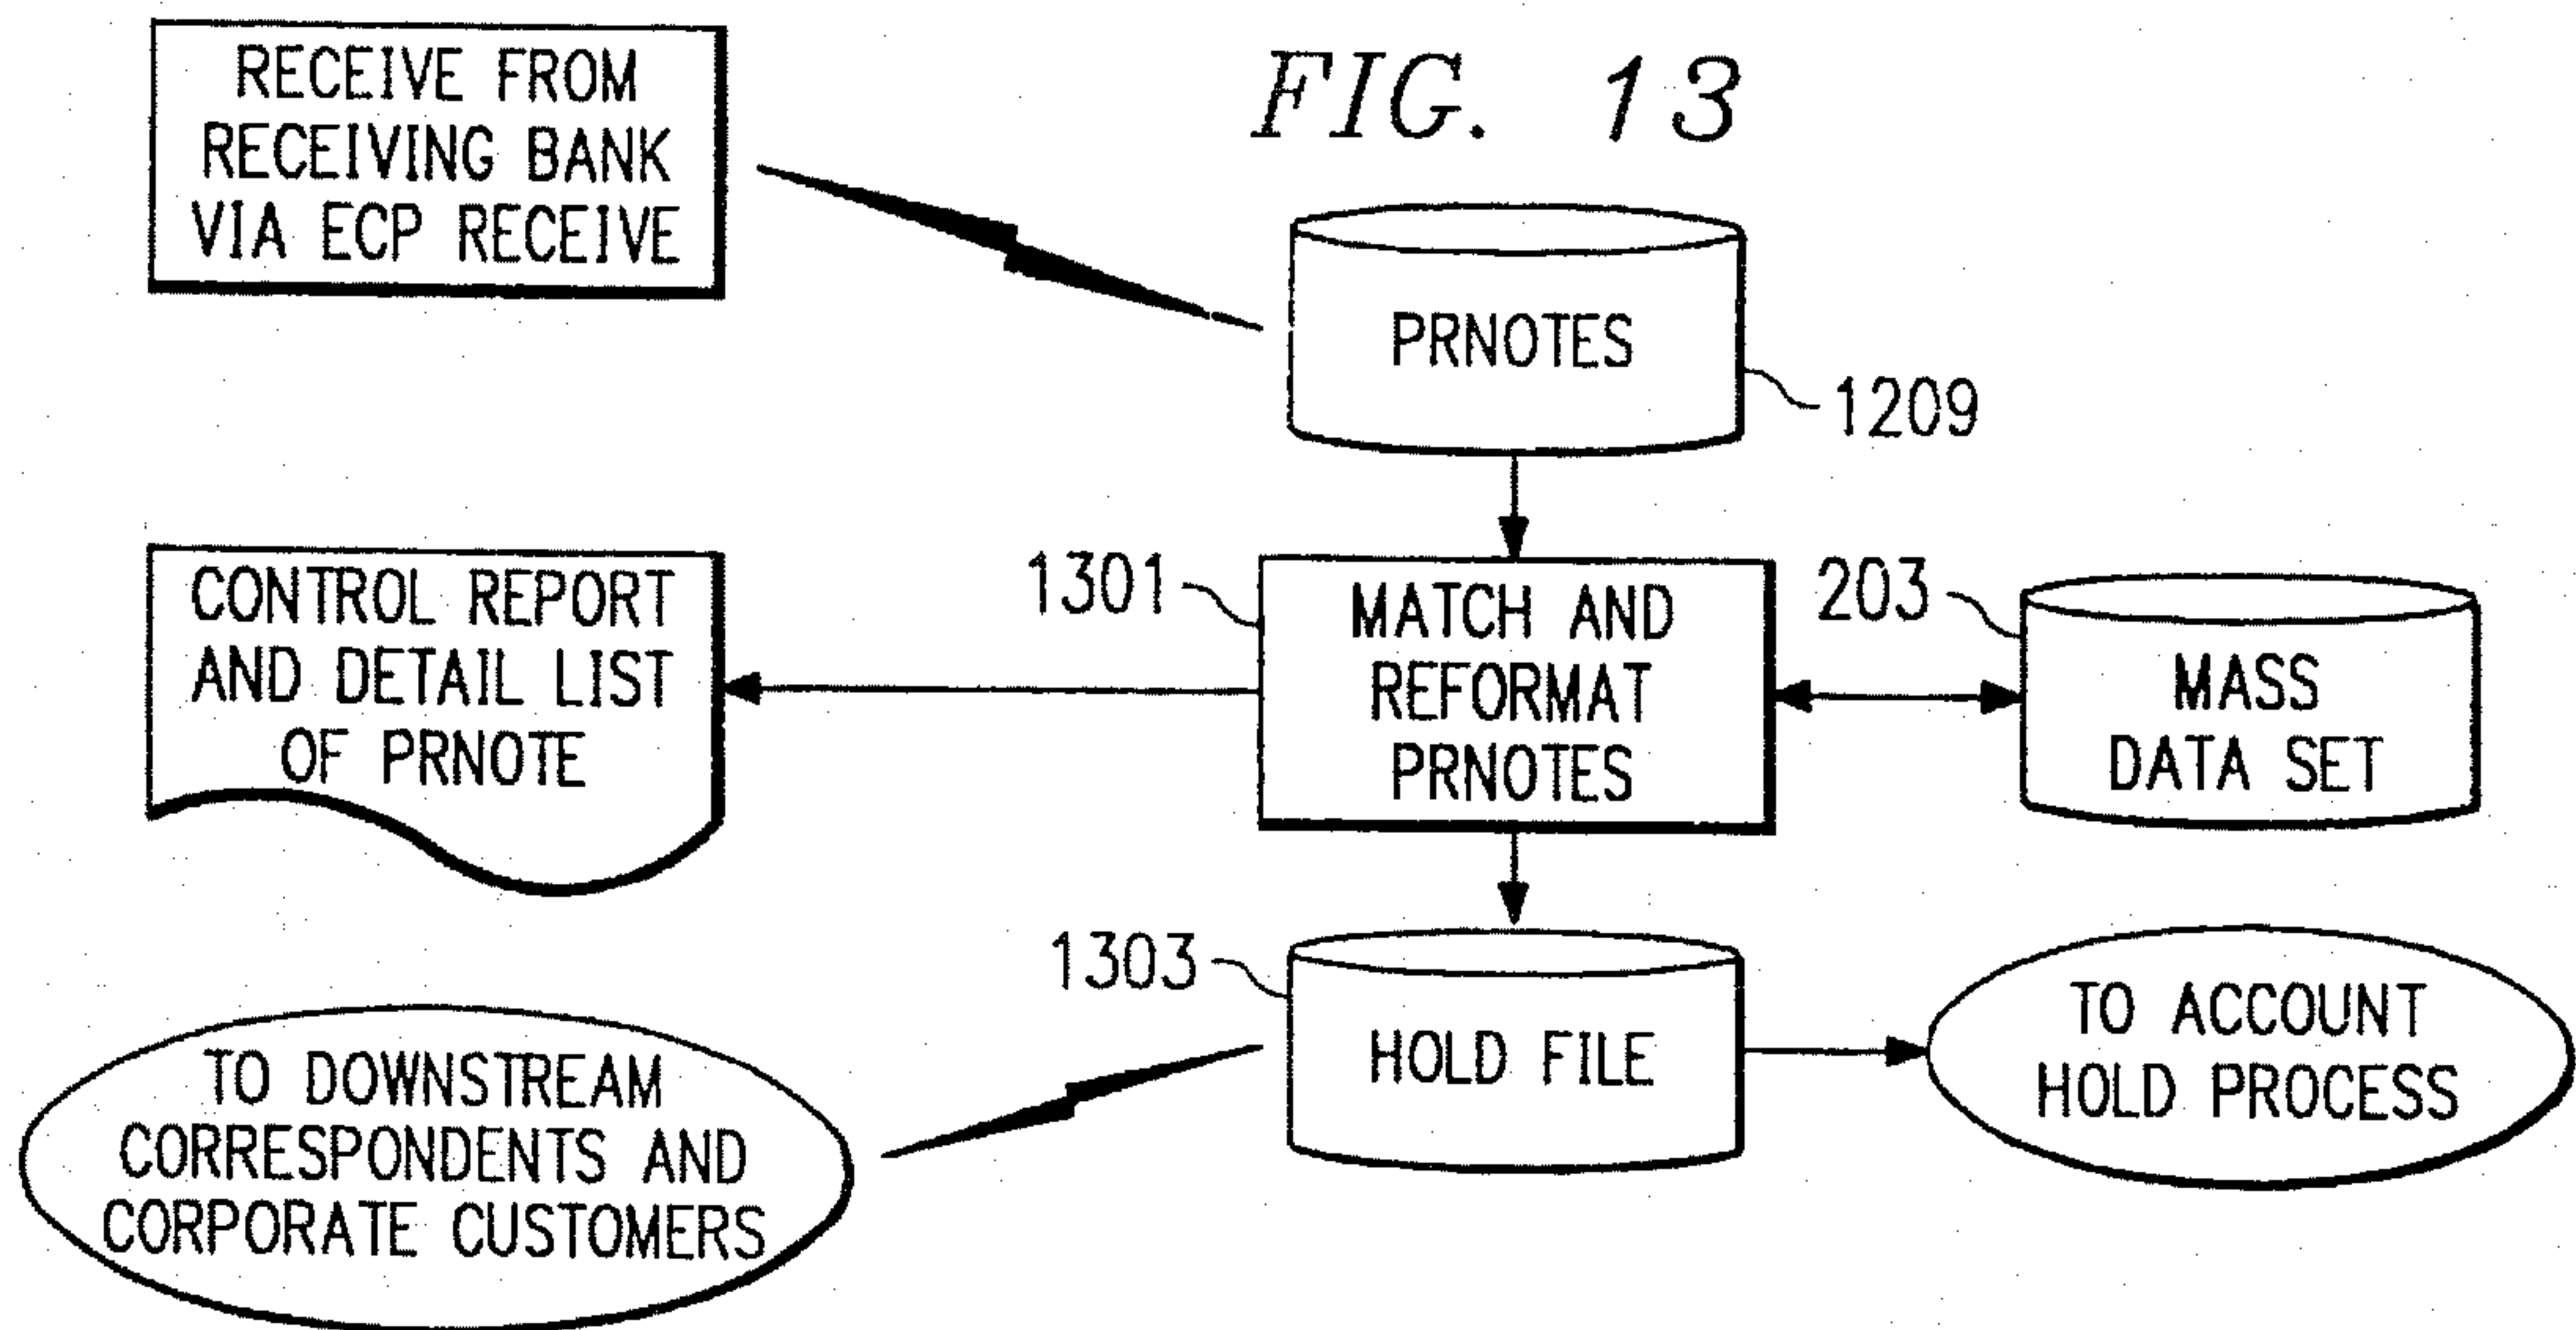 FIG. 13
RECEIVE FROM
RECEIVING BANK
VIA ECP RECEIVE
PRNOTES
1209
CONTROL REPORT
AND DETAIL LIST
OF PRNOTE
1301
MATCH AND
REFORMAT
PRNOTES
203
MASS
DATA SET
1303
HOLD FILE
TO ACCOUNT
HOLD PROCESS
TO DOWNSTREAM
CORRESPONDENTS AND
CORPORATE CUSTOMERS